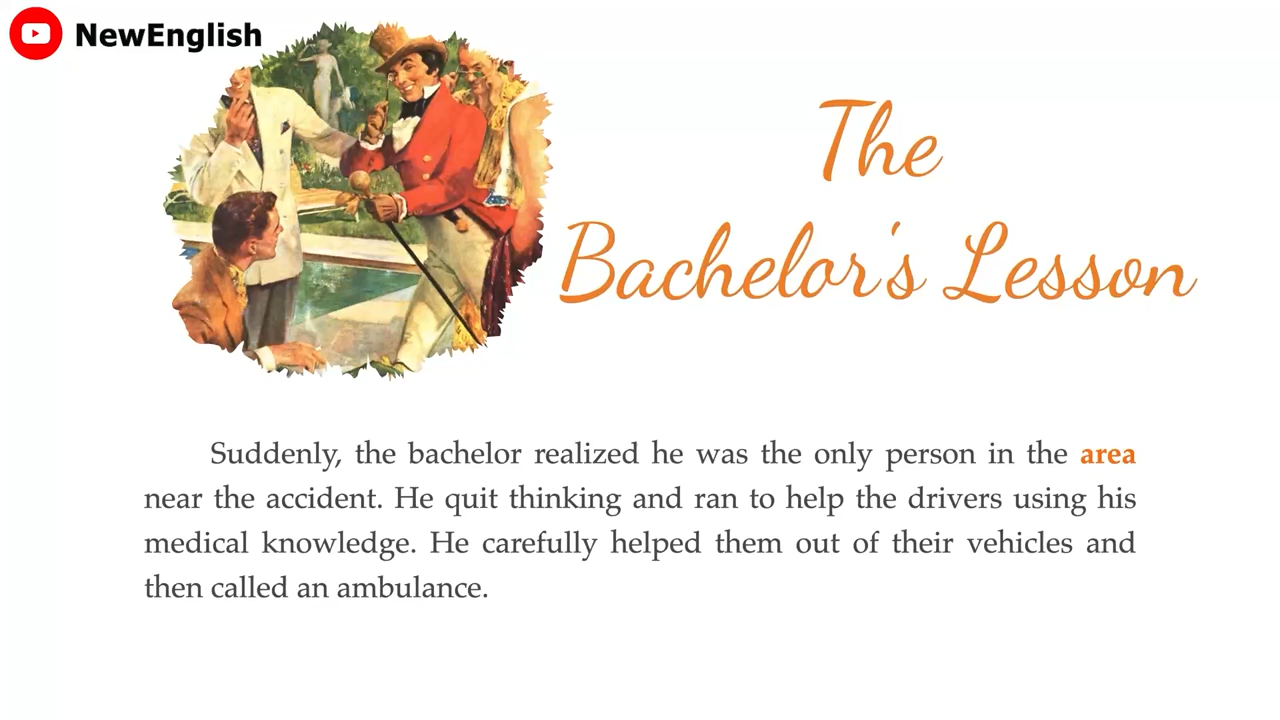 NewEnglish
The
Bachelor's Lesson
Suddenly, the bachelor realized he was the only person in the area
near the accident. He quit thinking and ran to help the drivers using his
medical knowledge. He carefully helped them out of their vehicles and
then called an ambulance.